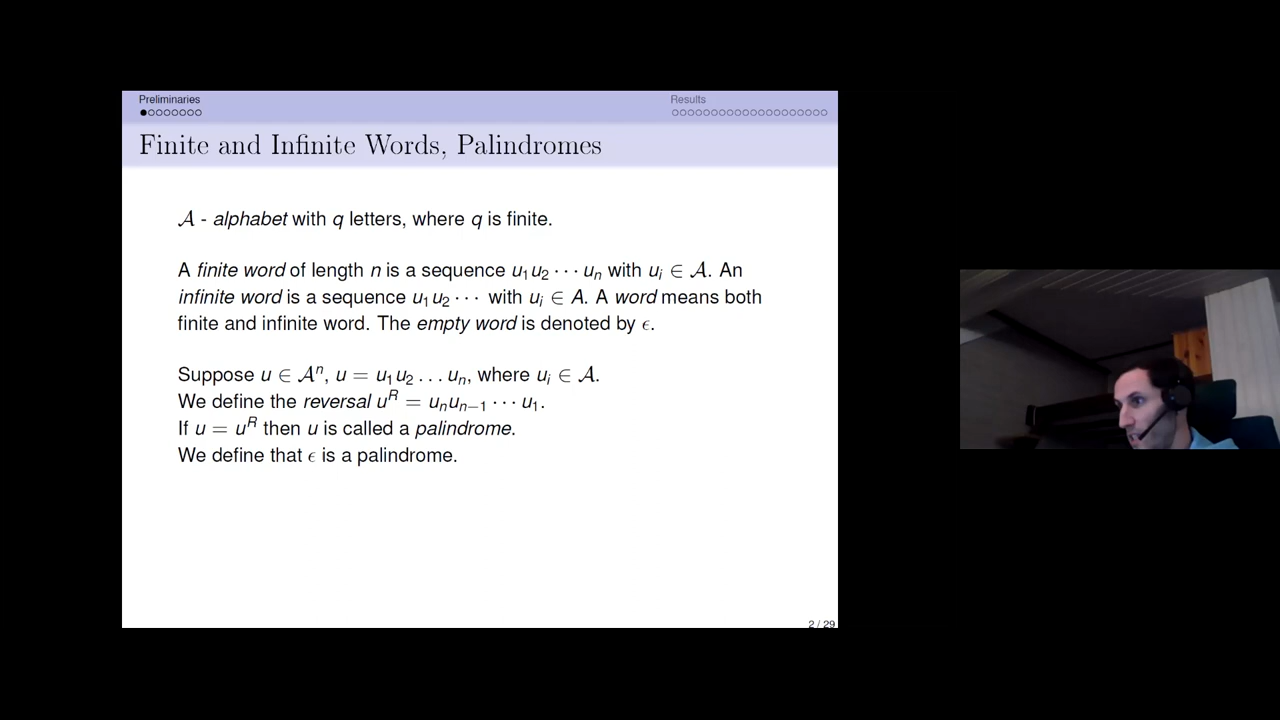 Preliminaries
Results
Finite and Infinite Words, Palindromes
𝒜 - alphabet with q letters, where q is finite.
A finite word of length n is a sequence u₁u₂ ⋯ uₙ with uᵢ ∈ 𝒜. An
infinite word is a sequence u₁u₂ ⋯ with uᵢ ∈ A. A word means both
finite and infinite word. The empty word is denoted by ϵ.
Suppose u ∈ 𝒜ⁿ, u = u₁u₂ … uₙ, where uᵢ ∈ 𝒜.
We define the reversal uᴿ = uₙuₙ₋₁ ⋯ u₁.
If u = uᴿ then u is called a palindrome.
We define that ϵ is a palindrome.
2 / 29